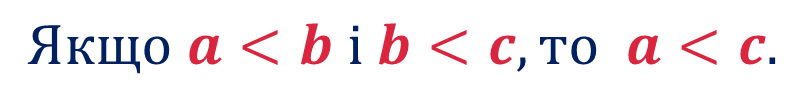 Якщо a < b і b < c, то a < c.